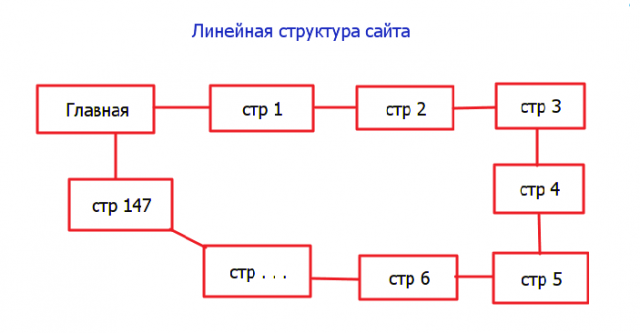 Линейная структура сайта
Главная
стр 1
стр 2
стр 3
стр 4
стр 5
стр 6
стр . . .
стр 147